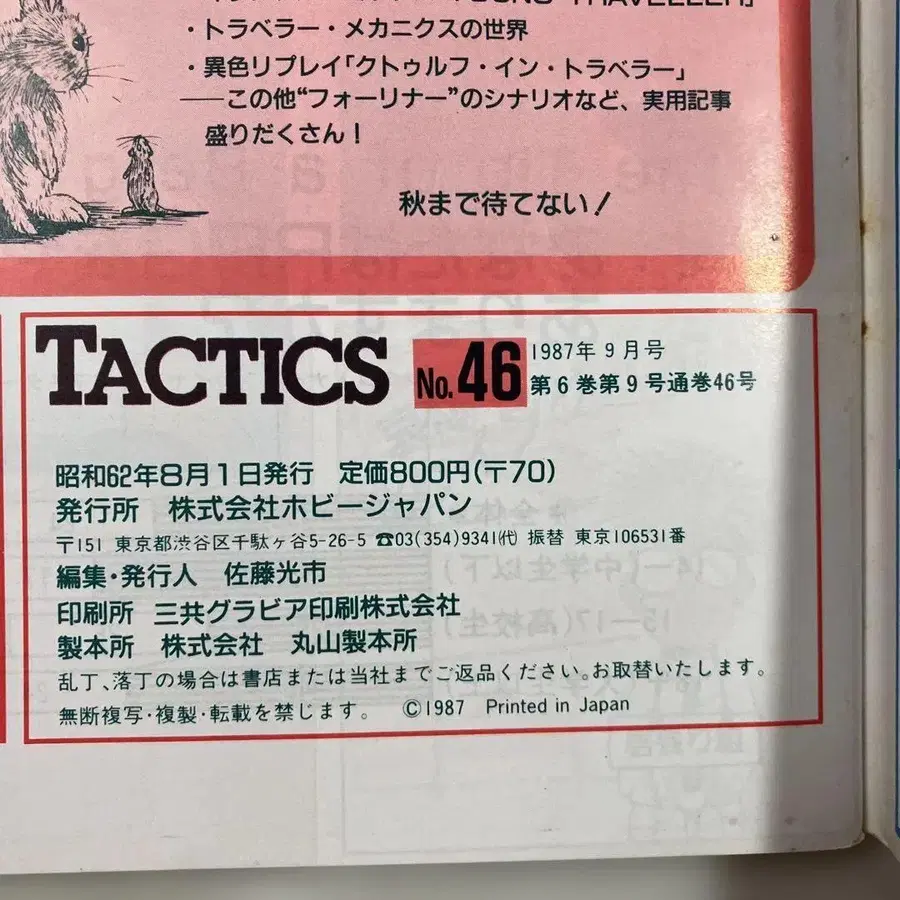 YOUNG TRAVELLER」
・トラベラー・メカニクスの世界
・異色リプレイ「クトゥルフ・イン・トラベラー」
――この他“フォーリナー”のシナリオなど、実用記事
盛りだくさん！
秋まで待てない！
TACTICS No.46 1987年9月号
第6巻第9号通巻46号
昭和62年8月1日発行 定価800円(〒70)
発行所 株式会社ホビージャパン
〒151 東京都渋谷区千駄ヶ谷5-26-5 ☎03(354)9341(代) 振替 東京106531番
編集・発行人 佐藤光市
印刷所 三共グラビア印刷株式会社
製本所 株式会社 丸山製本所
乱丁、落丁の場合は書店または当社までご返品ください。お取替いたします。
無断複写・複製・転載を禁じます。 ©1987 Printed in Japan